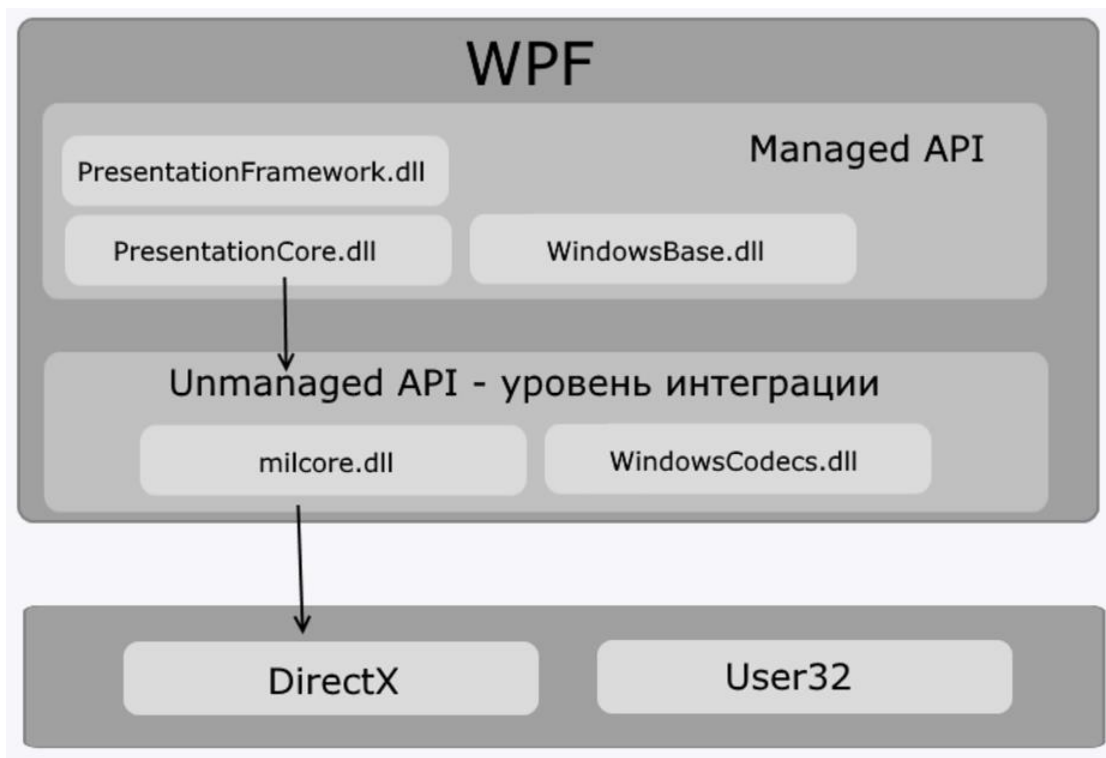 WPF
Managed API
PresentationFramework.dll
PresentationCore.dll
WindowsBase.dll
Unmanaged API - уровень интеграции
milcore.dll
WindowsCodecs.dll
DirectX
User32